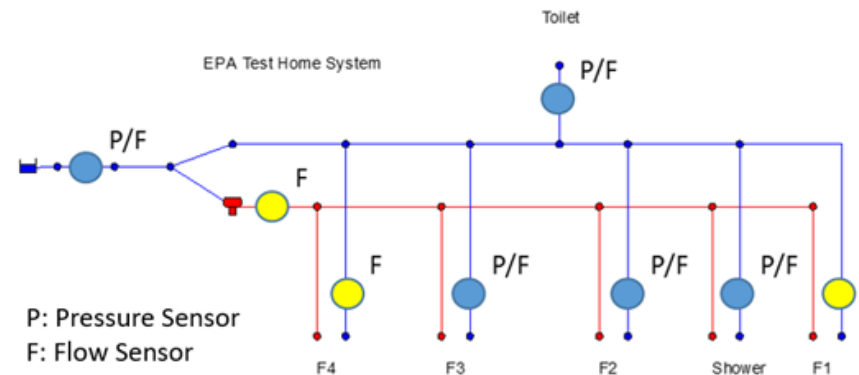 Toilet
EPA Test Home System
P/F
P/F
F
F
P/F
P/F
P/F
P: Pressure Sensor
F: Flow Sensor
F4
F3
F2
Shower
F1